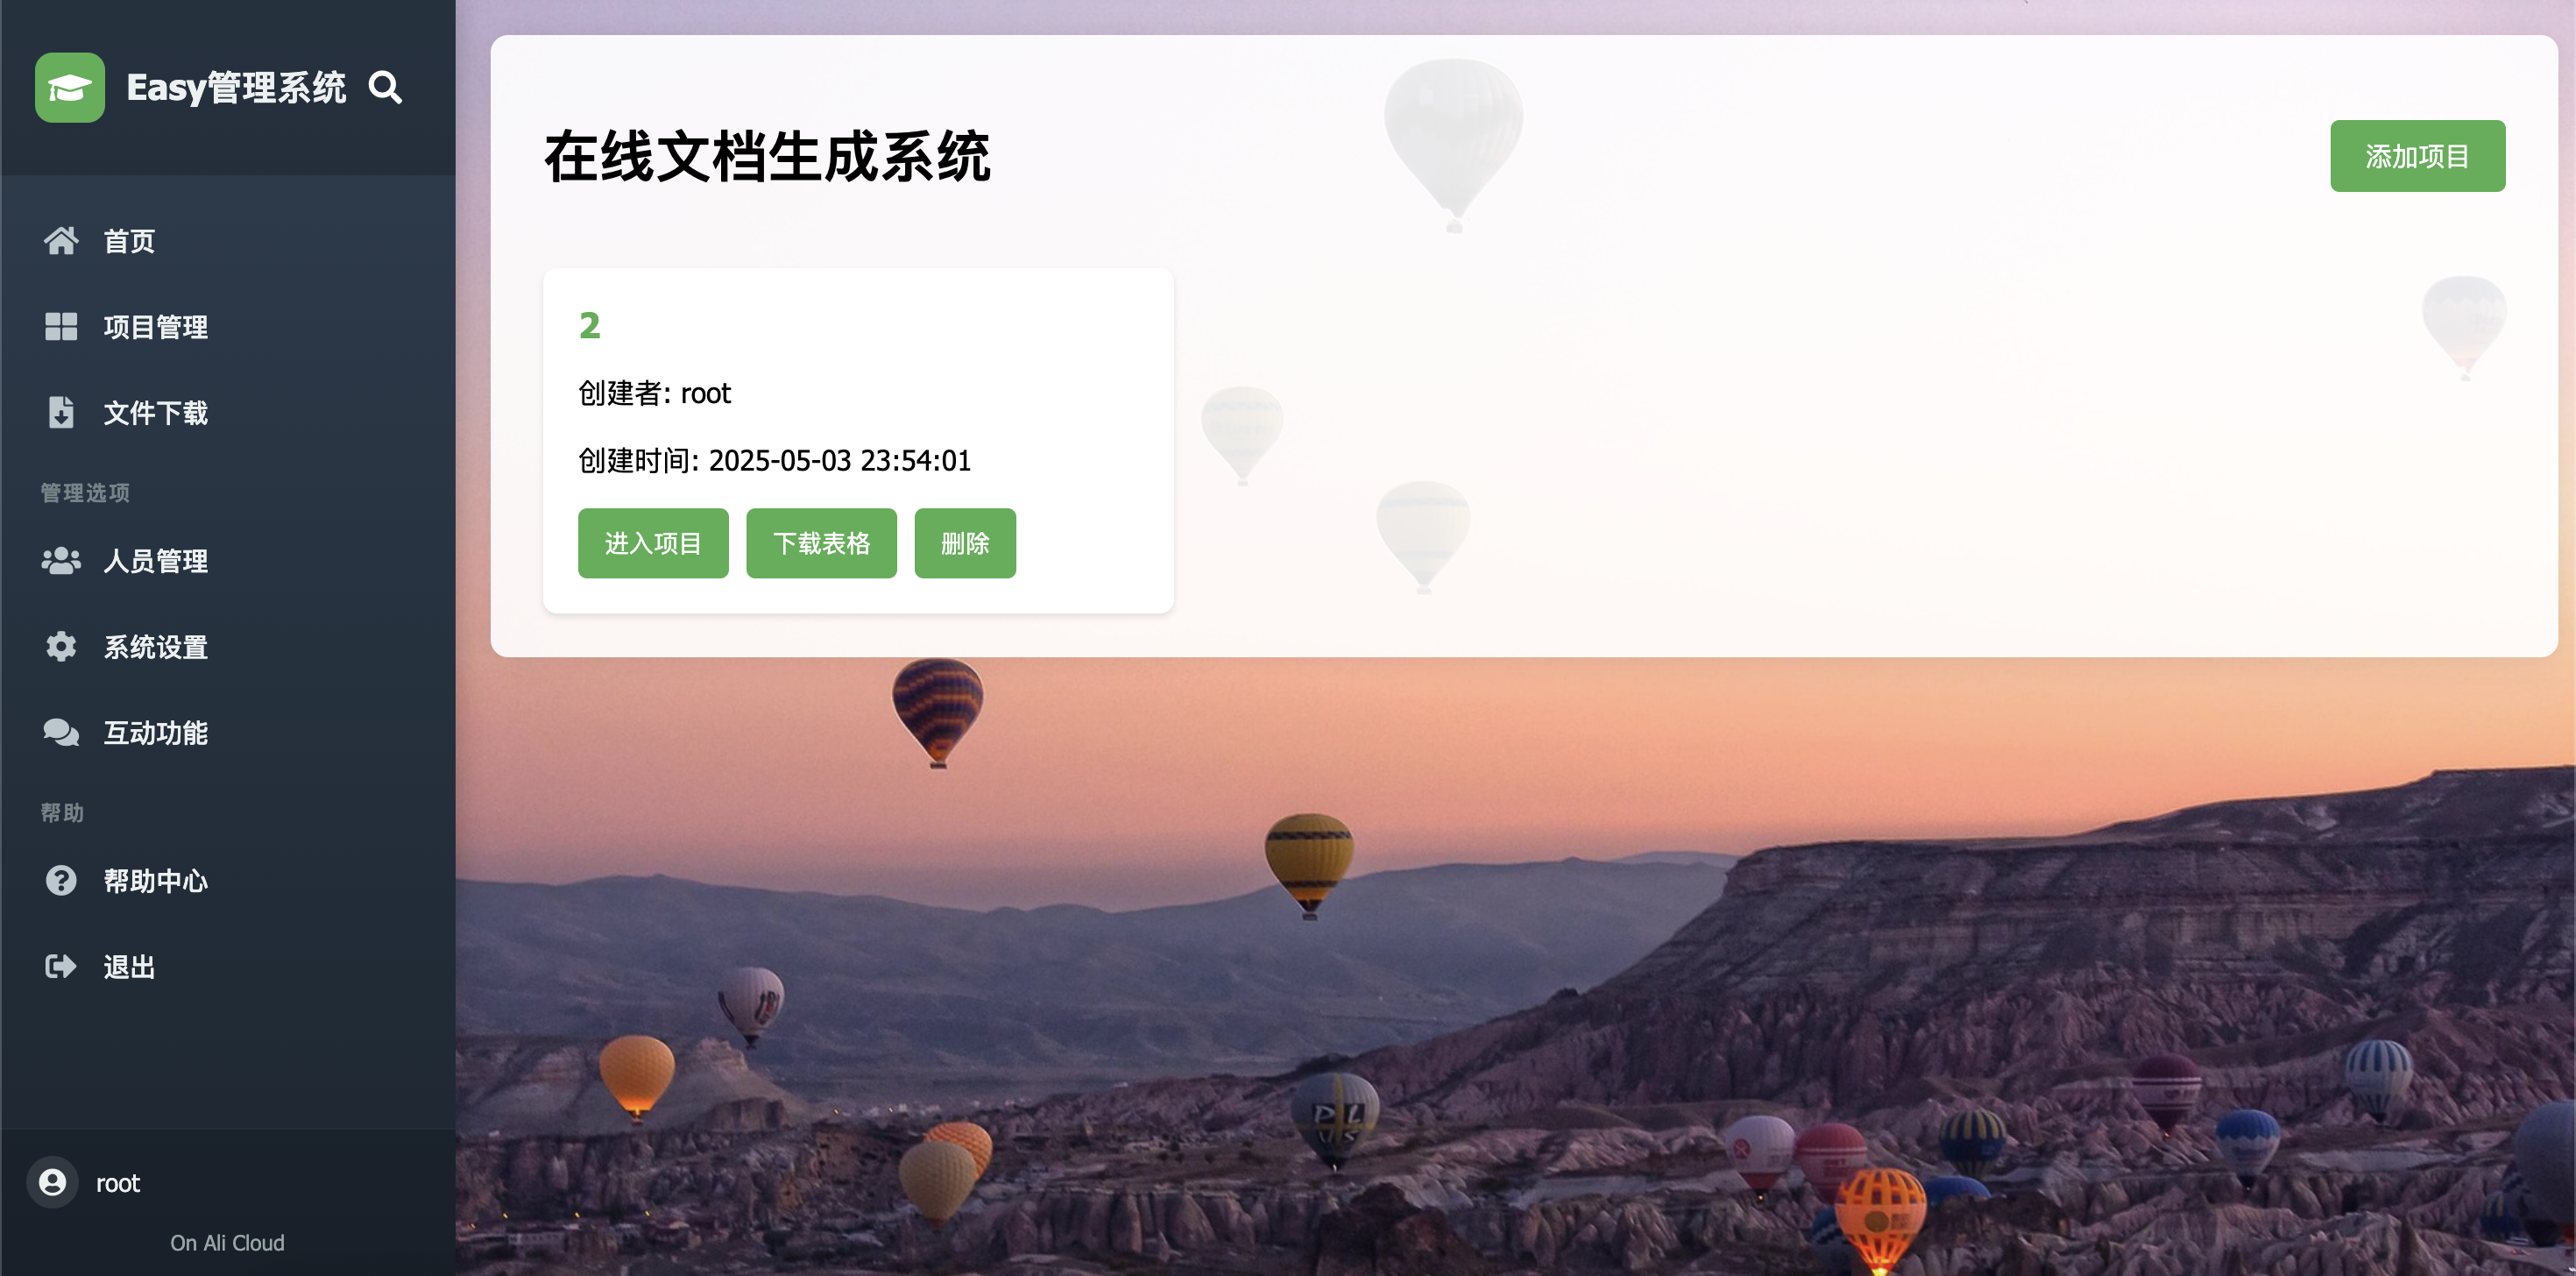 Easy管理系统
首页
项目管理
文件下载
管理选项
人员管理
系统设置
互动功能
帮助
帮助中心
退出
root
On Ali Cloud
在线文档生成系统
添加项目
2
创建者: root
创建时间: 2025-05-03 23:54:01
进入项目 下载表格 删除